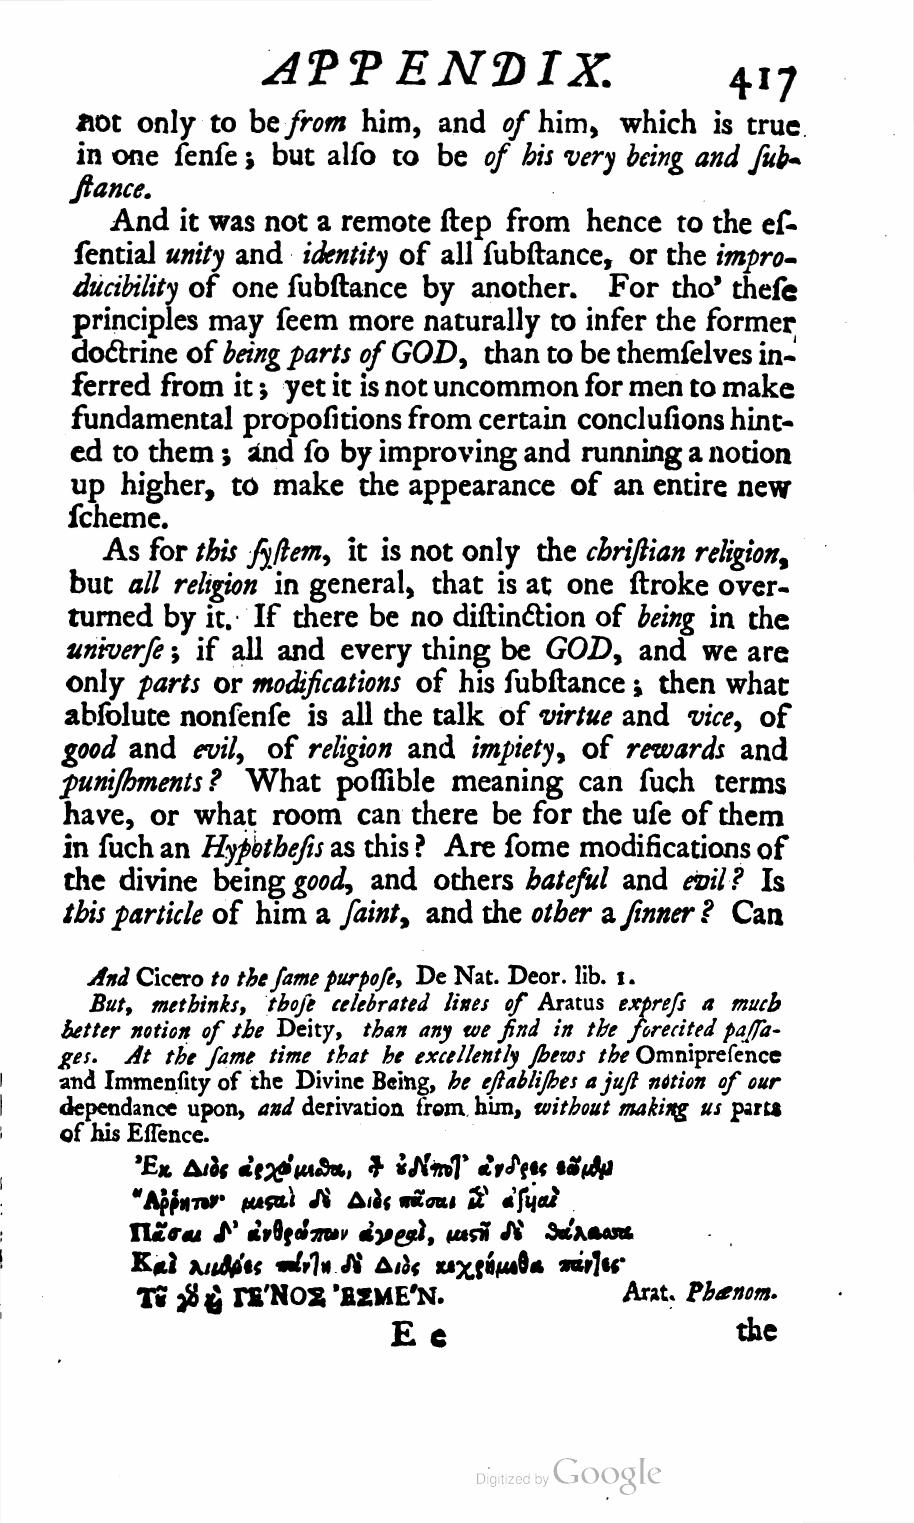 APPENDIX. 417
not only to be from him, and of him, which is true
in one ſenſe; but alſo to be of his very being and ſub-
ſtance.
And it was not a remote ſtep from hence to the eſ-
ſential unity and identity of all ſubſtance, or the impro-
ducibility of one ſubſtance by another. For tho' theſe
principles may ſeem more naturally to infer the former
doctrine of being parts of GOD, than to be themſelves in-
ferred from it; yet it is not uncommon for men to make
fundamental propoſitions from certain concluſions hint-
ed to them; and ſo by improving and running a notion
up higher, to make the appearance of an entire new
ſcheme.
As for this ſyſtem, it is not only the chriſtian religion,
but all religion in general, that is at one ſtroke over-
turned by it. If there be no diſtinction of being in the
univerſe; if all and every thing be GOD, and we are
only parts or modifications of his ſubſtance; then what
abſolute nonſenſe is all the talk of virtue and vice, of
good and evil, of religion and impiety, of rewards and
puniſhments? What poſſible meaning can ſuch terms
have, or what room can there be for the uſe of them
in ſuch an Hypotheſis as this? Are ſome modifications of
the divine being good, and others hateful and evil? Is
this particle of him a ſaint, and the other a ſinner? Can
And Cicero to the ſame purpoſe, De Nat. Deor. lib. 1.
But, methinks, thoſe celebrated lines of Aratus expreſs a much
better notion of the Deity, than any we find in the forecited paſſa-
ges. At the ſame time that he excellently ſhews the Omnipreſence
and Immenſity of the Divine Being, he eſtabliſhes a juſt notion of our
dependance upon, and derivation from him, without making us parts
of his Eſſence.
Ἐκ Διὸς ἀρχώμεσθα, τὸν οὐδέποτ' ἄνδρες ἐῶμεν
Ἄῤῥητον· μεςαὶ δὲ Διὸς πᾶσαι μὲν ἀγυιαὶ
Πᾶσαι δ' ἀνθρώπων ἀγοραὶ, μεςὴ δὲ θάλασσα
Καὶ λιμένες πάντη δὲ Διὸς κεχρήμεθα πάντες·
Τοῦ γὰρ καὶ ΓΕ'ΝΟΣ 'ΕΣΜΕ'Ν. Arat. Phænom.
E e the
Digitized by Google